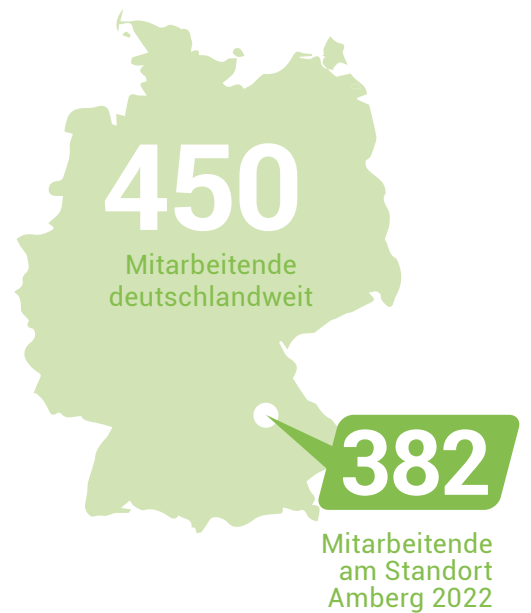 450
Mitarbeitende
deutschlandweit
382
Mitarbeitende
am Standort
Amberg 2022